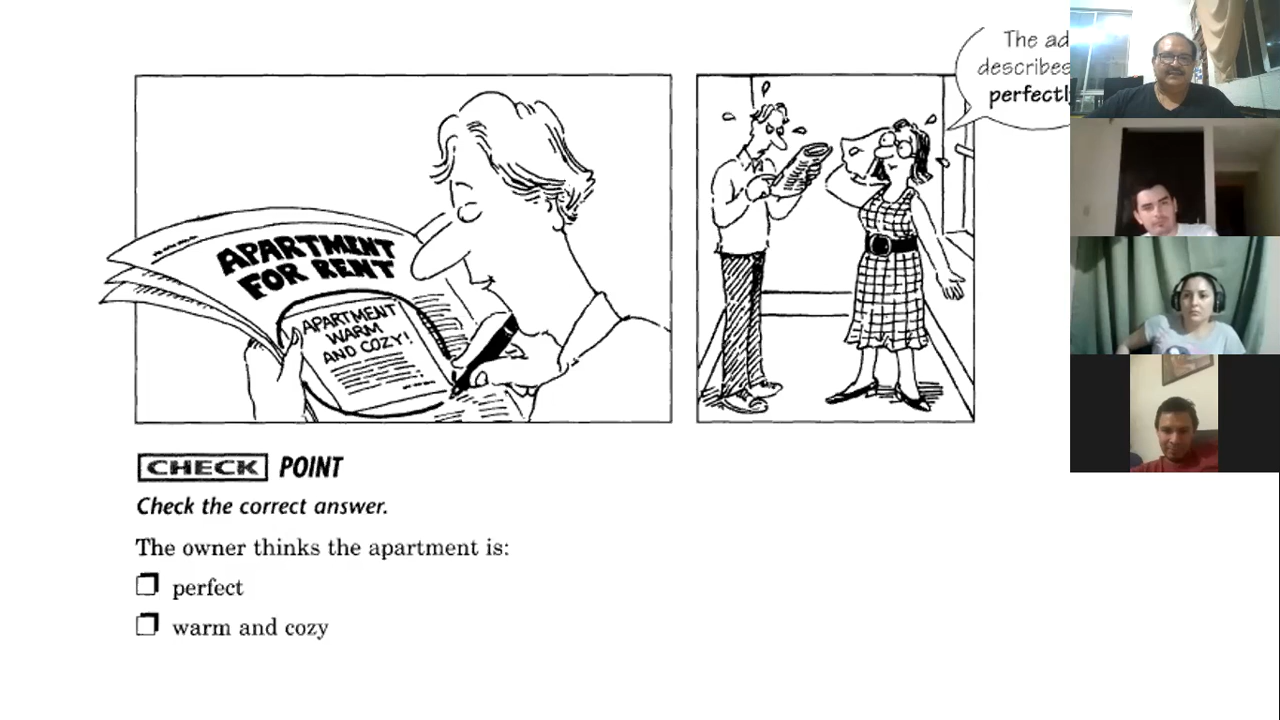 The ad
describes
perfectly
APARTMENT
FOR RENT
APARTMENT
WARM
AND COZY!
CHECK POINT
Check the correct answer.
The owner thinks the apartment is:
perfect
warm and cozy